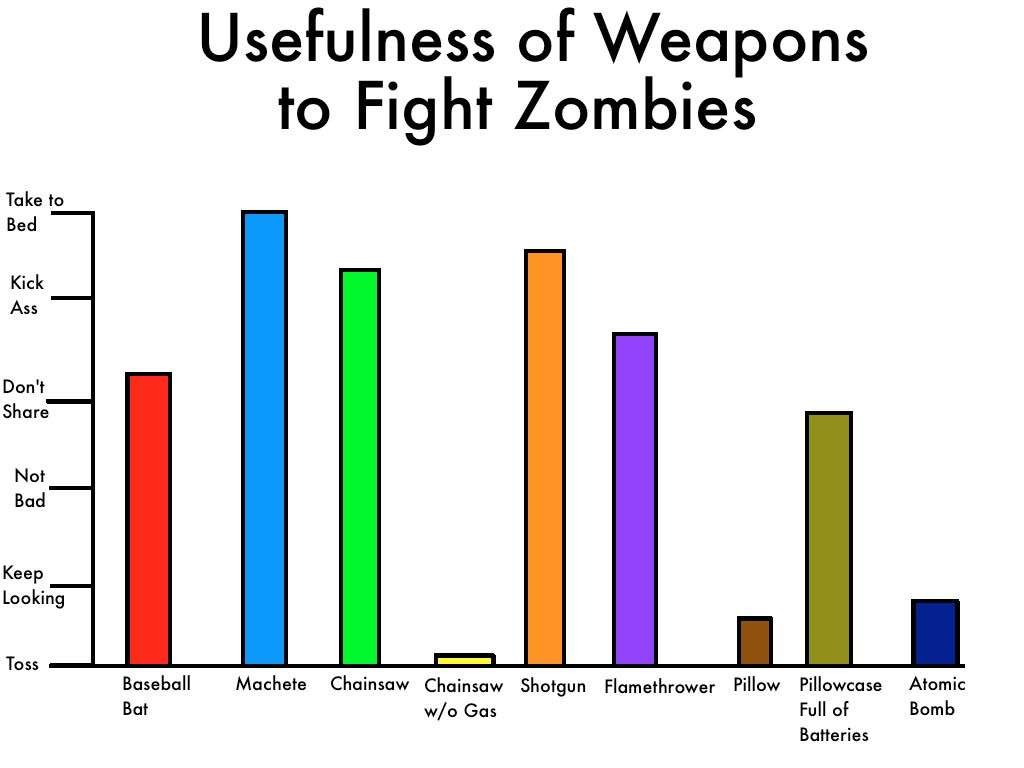 Usefulness of Weapons
to Fight Zombies
Take to
Bed
Kick
Ass
Don't
Share
Not
Bad
Keep
Looking
Toss
Baseball
Bat
Machete
Chainsaw
Chainsaw
w/o Gas
Shotgun
Flamethrower
Pillow
Pillowcase
Full of
Batteries
Atomic
Bomb